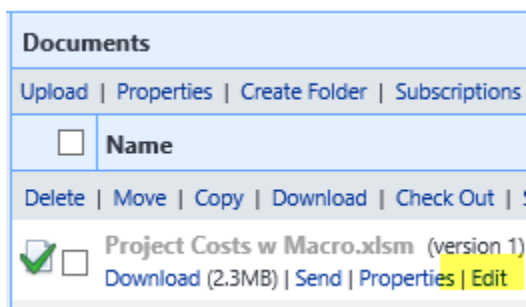 Documents
Upload | Properties | Create Folder | Subscriptions
Name
Delete | Move | Copy | Download | Check Out |
Project Costs w Macro.xlsm (version 1)
Download (2.3MB) | Send | Properties | Edit